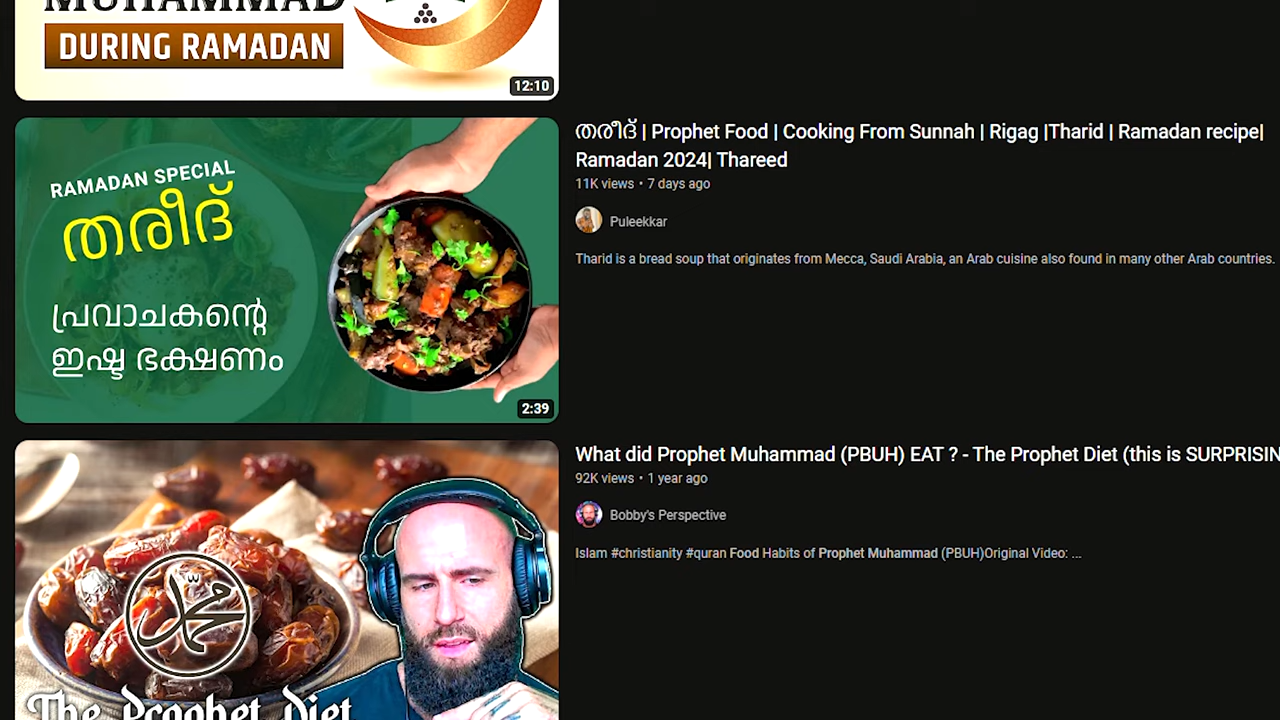 MUHAMMAD
DURING RAMADAN
12:10
RAMADAN SPECIAL
തരീദ്
പ്രവാചകന്റെ
ഇഷ്ട ഭക്ഷണം
2:39
തരീദ് | Prophet Food | Cooking From Sunnah | Rigag |Tharid | Ramadan recipe|
Ramadan 2024| Thareed
11K views • 7 days ago
Puleekkar
Tharid is a bread soup that originates from Mecca, Saudi Arabia, an Arab cuisine also found in many other Arab countries.
محمد
The Prophet Diet
What did Prophet Muhammad (PBUH) EAT ? - The Prophet Diet (this is SURPRISIN
92K views • 1 year ago
Bobby's Perspective
Islam #christianity #quran Food Habits of Prophet Muhammad (PBUH)Original Video: ...